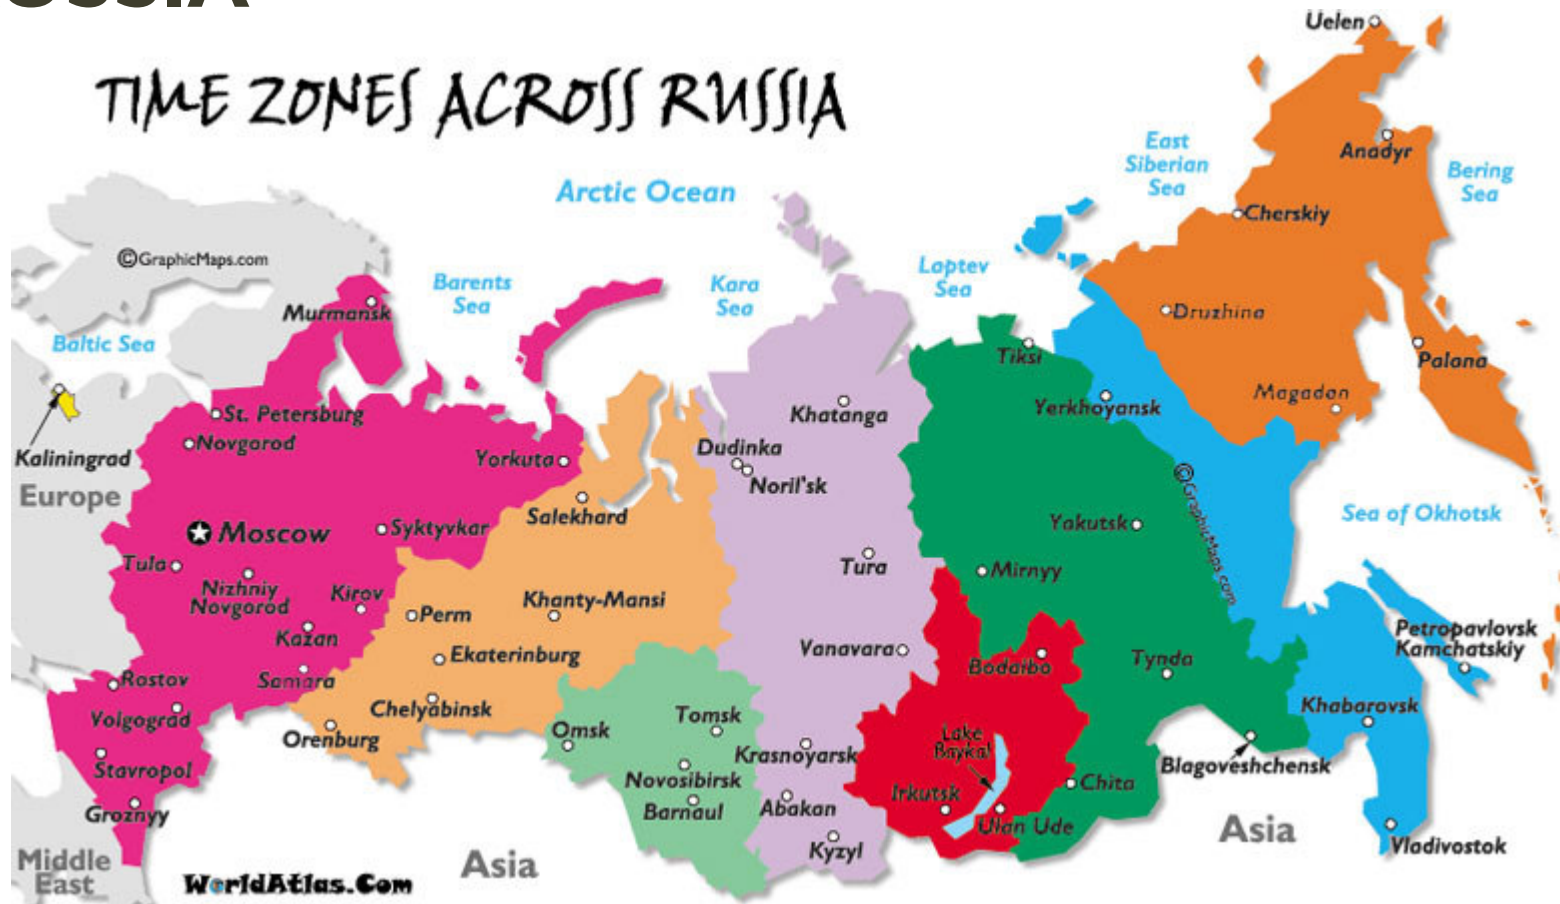 TIME ZONES ACROSS RUSSIA
Uelen
East
Siberian
Sea
Anadyr
Bering
Sea
Arctic Ocean
Cherskiy
©GraphicMaps.com
Barents
Sea
Kara
Sea
Laptev
Sea
Murmansk
Druzhina
Baltic Sea
Tiksi
Palana
Magadan
St. Petersburg
Khatanga
Yerkhoyansk
Novgorod
Kaliningrad
Yorkuta
Dudinka
Noril'sk
Europe
Salekhard
©GraphicMaps.com
Sea of Okhotsk
Moscow
Syktyvkar
Yakutsk
Tula
Nizhniy
Novgorod
Kirov
Tura
Mirnyy
Perm
Khanty-Mansi
Kazan
Petropavlovsk
Kamchatskiy
Ekaterinburg
Vanavara
Bodaibo
Tynda
Rostov
Samara
Volgograd
Chelyabinsk
Khabarovsk
Orenburg
Omsk
Tomsk
Lake
Baykal
Krasnoyarsk
Blagoveshchensk
Stavropol
Novosibirsk
Barnaul
Abakan
Irkutsk
Chita
Groznyy
Ulan Ude
Asia
Kyzyl
Vladivostok
Middle
East
Asia
WorldAtlas.Com